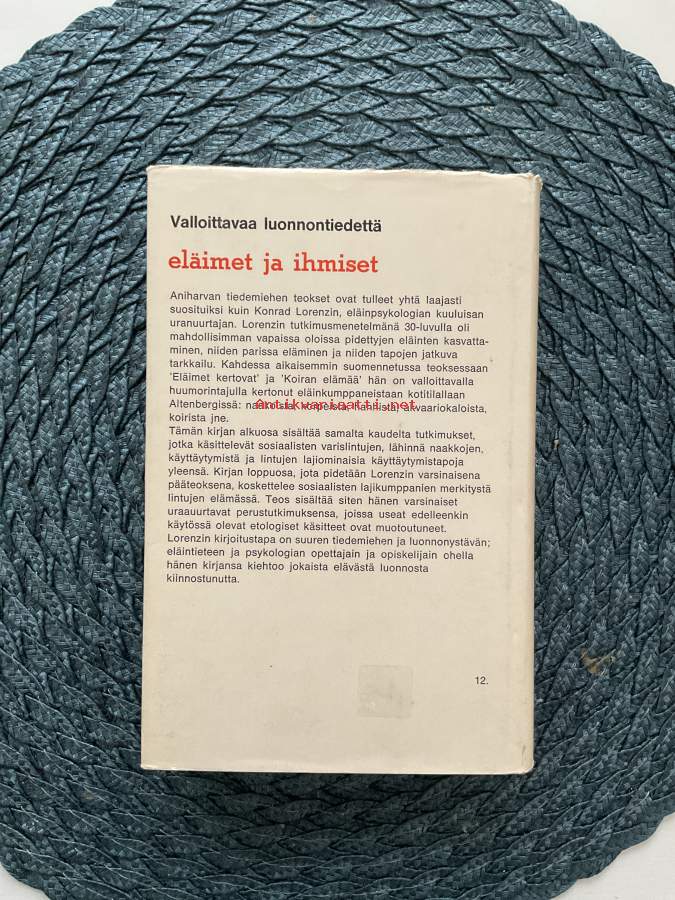 Valloittavaa luonnontiedettä
eläimet ja ihmiset
Aniharvan tiedemiehen teokset ovat tulleet yhtä laajasti
suosituiksi kuin Konrad Lorenzin, eläinpsykologian kuuluisan
uranuurtajan. Lorenzin tutkimusmenetelmänä 30-luvulla oli
mahdollisimman vapaissa oloissa pidettyjen eläinten kasvatta-
minen, niiden parissa eläminen ja niiden tapojen jatkuva
tarkkailu. Kahdessa aikaisemmin suomennetussa teoksessaan
'Eläimet kertovat' ja 'Koiran elämää' hän on valloittavalla
huumorintajulla kertonut eläinkumppaneistaan kotitilallaan
Altenbergissä: akvaariokaloista,
antikvariaatti.net
koirista jne.
Tämän kirjan alkuosa sisältää samalta kaudelta tutkimukset,
jotka käsittelevät sosiaalisten varislintujen, lähinnä naakkojen,
käyttäytymistä ja lintujen lajiominaisia käyttäytymistapoja
yleensä. Kirjan loppuosa, jota pidetään Lorenzin varsinaisena
pääteoksena, koskettelee sosiaalisten lajikumppanien merkitystä
lintujen elämässä. Teos sisältää siten hänen varsinaiset
uraauurtavat perustutkimuksensa, joissa useat edelleenkin
käytössä olevat etologiset käsitteet ovat muotoutuneet.
Lorenzin kirjoitustapa on suuren tiedemiehen ja luonnonystävän;
eläintieteen ja psykologian opettajain ja opiskelijain ohella
hänen kirjansa kiehtoo jokaista elävästä luonnosta
kiinnostunutta.
12.